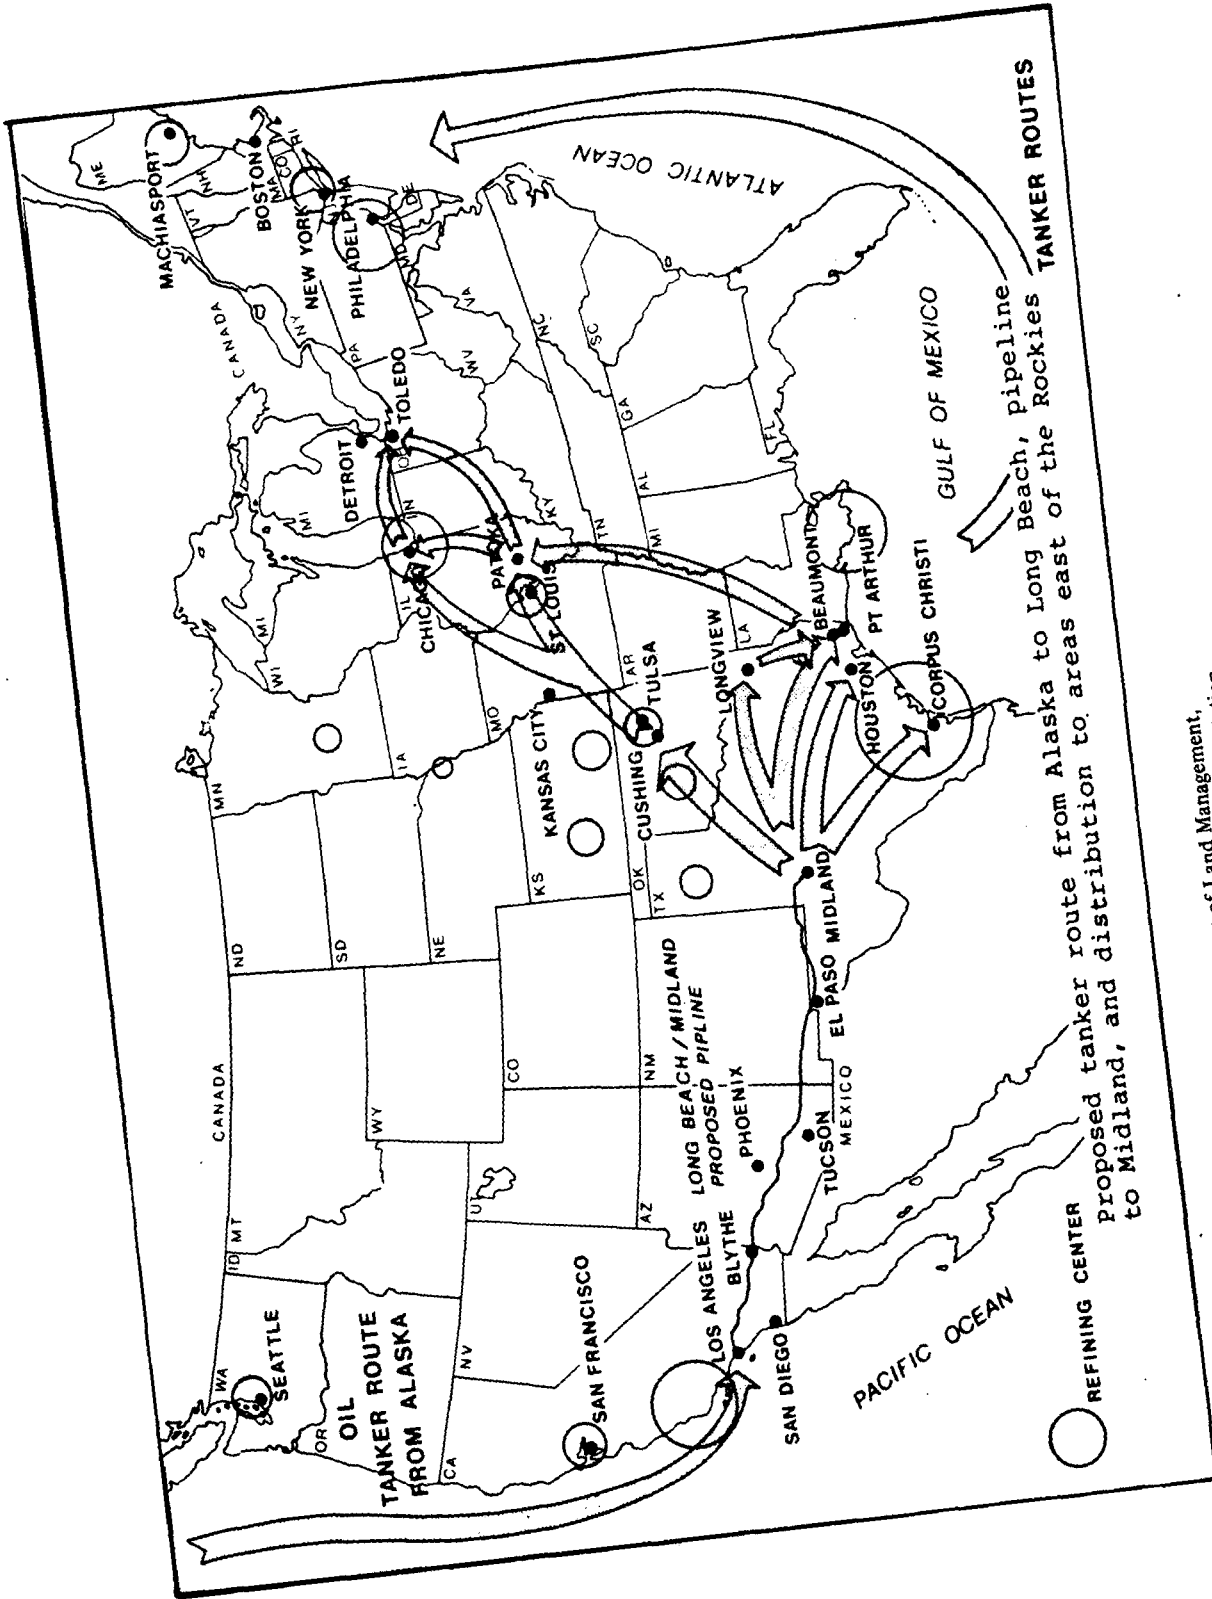 WA
SEATTLE
OR
OIL
TANKER ROUTE
FROM ALASKA
CA
NV
SAN FRANCISCO
LOS ANGELES
SAN DIEGO
BLYTHE
LONG BEACH / MIDLAND
PROPOSED PIPLINE
PHOENIX
TUCSON
MEXICO
EL PASO
MIDLAND
ID
MT
CANADA
UT
AZ
WY
CO
NM
ND
SD
NE
KS
OK
TX
MN
IA
MO
AR
LA
KANSAS CITY
CUSHING
TULSA
LONGVIEW
HOUSTON
CORPUS CHRISTI
BEAUMONT
PT ARTHUR
WI
MI
MI
IL
IN
CHICAGO
ST. LOUIS
PATOKA
KY
TN
MI
AL
GA
FL
SC
NC
DETROIT
TOLEDO
OH
WV
VA
PA
NY
CANADA
MD
DE
PHILADELPHIA
NEW YORK
BOSTON
MACHIASPORT
VT
NH
ME
MA
CO
RI
ATLANTIC OCEAN
GULF OF MEXICO
PACIFIC OCEAN
TANKER ROUTES
REFINING CENTER
Proposed tanker route from Alaska to Long Beach, pipeline
to Midland, and distribution to areas east of the Rockies
of Land Management,